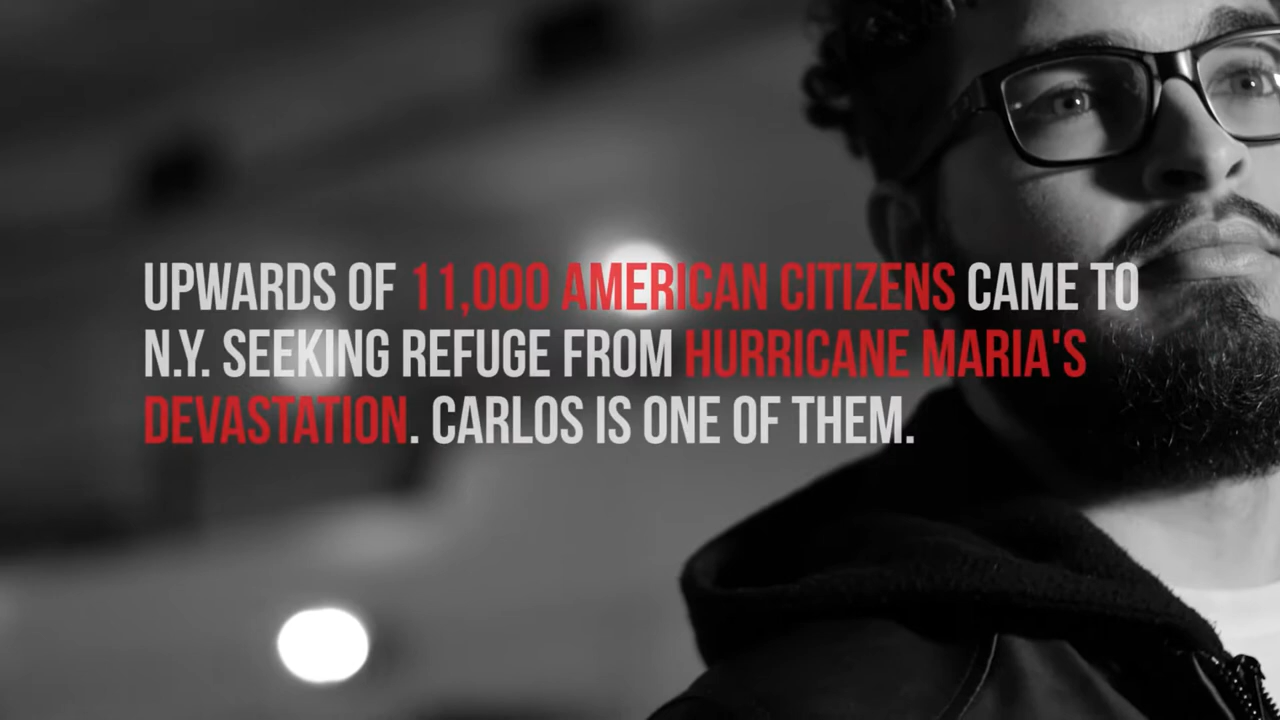 UPWARDS OF 11,000 AMERICAN CITIZENS CAME TO
N.Y. SEEKING REFUGE FROM HURRICANE MARIA'S
DEVASTATION. CARLOS IS ONE OF THEM.